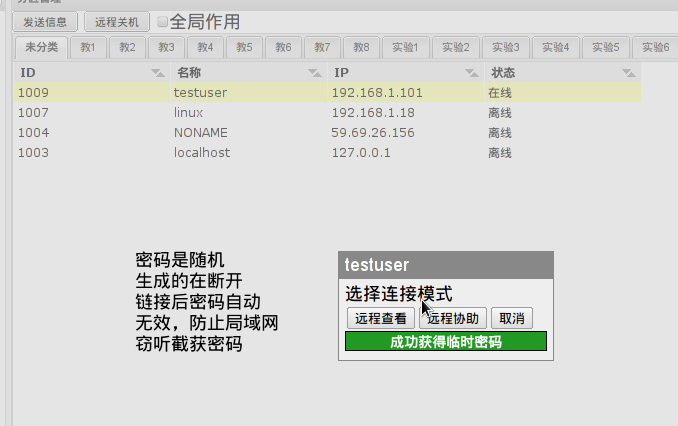 发送信息 远程关机 全局作用
未分类 教1 教2 教3 教4 教5 教6 教7 教8 实验1 实验2 实验3 实验4 实验5 实验6
ID 名称 IP 状态
1009 testuser 192.168.1.101 在线
1007 linux 192.168.1.18 离线
1004 NONAME 59.69.26.156 离线
1003 localhost 127.0.0.1 离线
密码是随机
生成的在断开
链接后密码自动
无效，防止局域网
窃听截获密码
testuser
选择连接模式
远程查看 远程协助 取消
成功获得临时密码